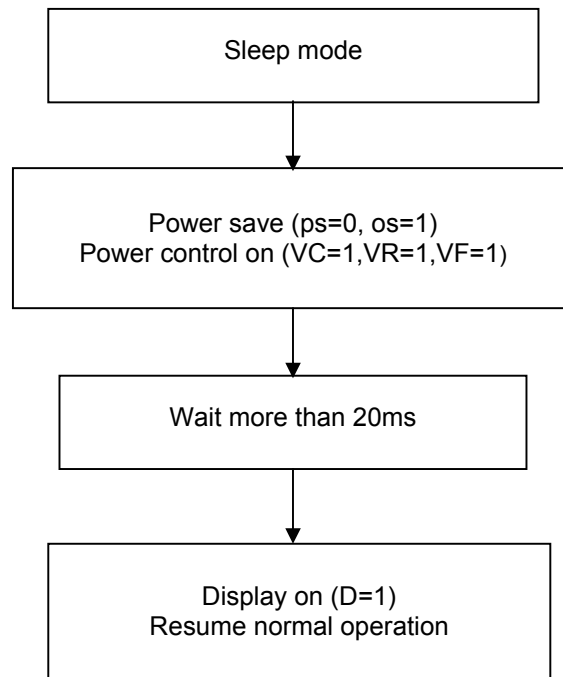 Sleep mode
Power save (ps=0, os=1)
Power control on (VC=1,VR=1,VF=1)
Wait more than 20ms
Display on (D=1)
Resume normal operation